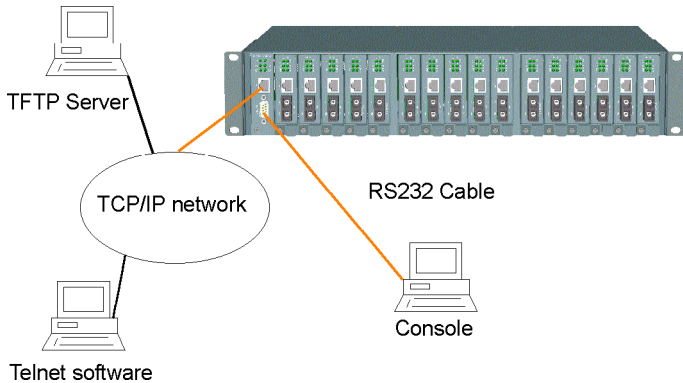 TFTP Server
TCP/IP network
RS232 Cable
Console
Telnet software